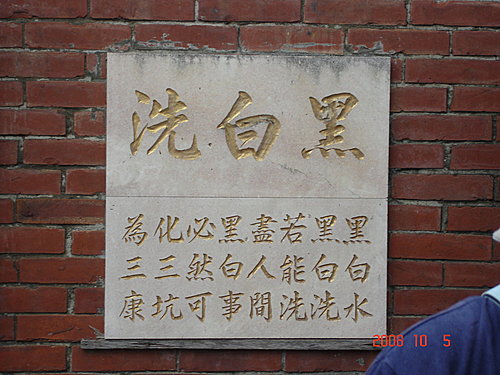 黑白洗
黑白水
黑白洗
若能洗
盡人間
黑白事
必然可
化三坑
為三康
2008 10 5